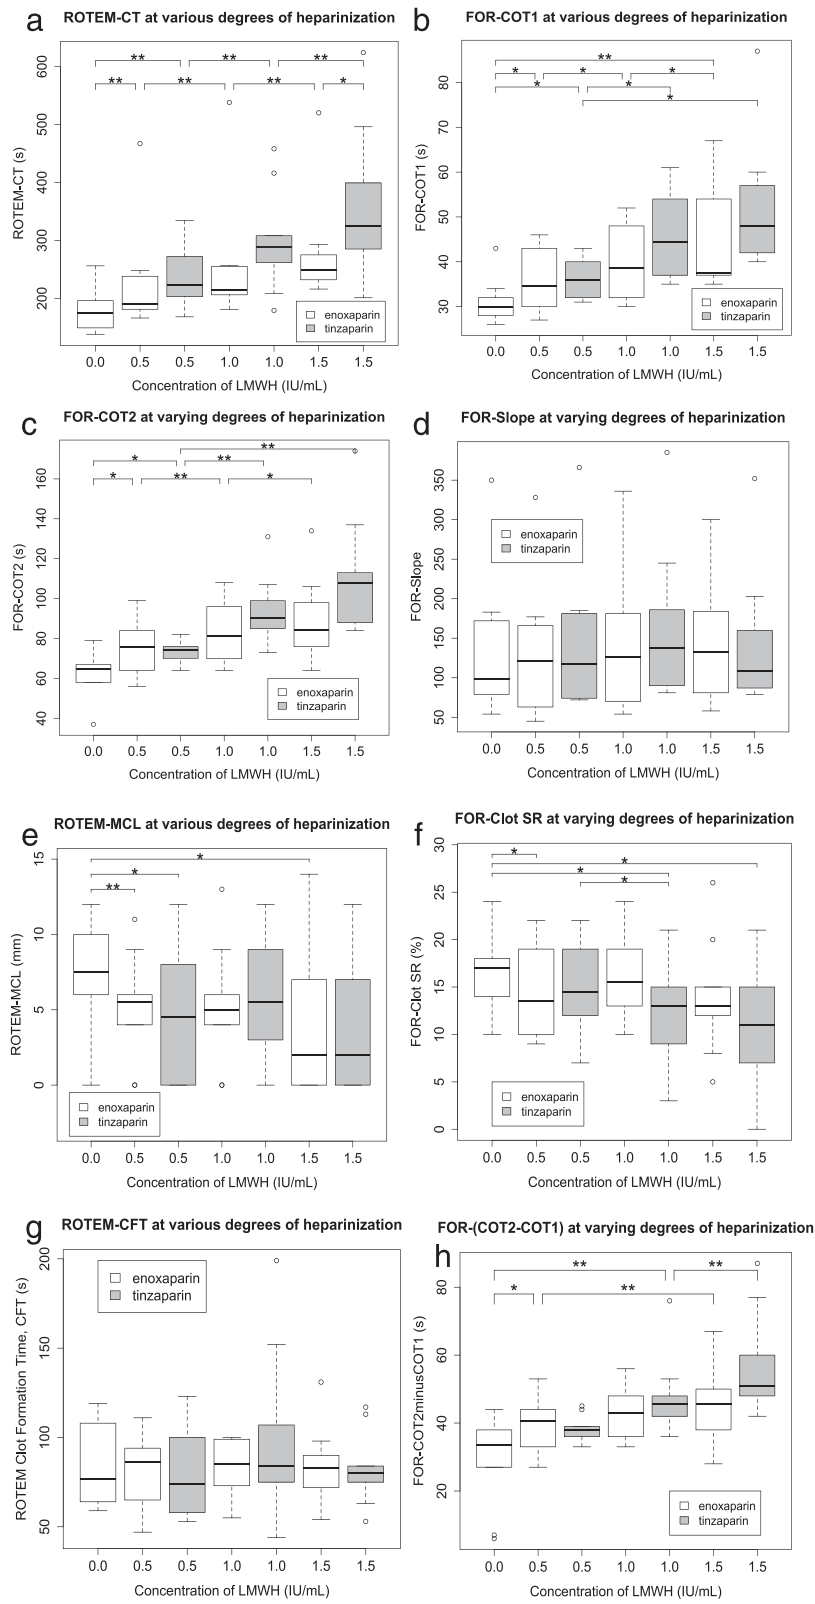 a
ROTEM-CT at various degrees of heparinization
ROTEM-CT (s)
600
500
400
300
200
** ** **
** ** ** *
enoxaparin
tinzaparin
0.0 0.5 0.5 1.0 1.0 1.5 1.5
Concentration of LMWH (IU/mL)
b
FOR-COT1 at various degrees of heparinization
FOR-COT1 (s)
80
70
60
50
40
30
**
* * *
* *
*
enoxaparin
tinzaparin
0.0 0.5 0.5 1.0 1.0 1.5 1.5
Concentration of LMWH (IU/mL)
c
FOR-COT2 at varying degrees of heparinization
FOR-COT2 (s)
160
140
120
100
80
60
40
**
* **
* ** *
enoxaparin
tinzaparin
0.0 0.5 0.5 1.0 1.0 1.5 1.5
Concentration of LMWH (IU/mL)
d
FOR-Slope at varying degrees of heparinization
FOR-Slope
350
300
250
200
150
100
50
enoxaparin
tinzaparin
0.0 0.5 0.5 1.0 1.0 1.5 1.5
Concentration of LMWH (IU/mL)
e
ROTEM-MCL at various degrees of heparinization
ROTEM-MCL (mm)
15
10
5
0
*
*
**
enoxaparin
tinzaparin
0.0 0.5 0.5 1.0 1.0 1.5 1.5
Concentration of LMWH (IU/mL)
f
FOR-Clot SR at varying degrees of heparinization
FOR-Clot SR (%)
30
25
20
15
10
5
0
*
*
*
*
enoxaparin
tinzaparin
0.0 0.5 0.5 1.0 1.0 1.5 1.5
Concentration of LMWH (IU/mL)
g
ROTEM-CFT at various degrees of heparinization
ROTEM Clot Formation Time, CFT (s)
200
150
100
50
enoxaparin
tinzaparin
0.0 0.5 0.5 1.0 1.0 1.5 1.5
Concentration of LMWH (IU/mL)
h
FOR-(COT2-COT1) at varying degrees of heparinization
FOR-COT2minusCOT1 (s)
80
60
40
20
** **
* **
enoxaparin
tinzaparin
0.0 0.5 0.5 1.0 1.0 1.5 1.5
Concentration of LMWH (IU/mL)